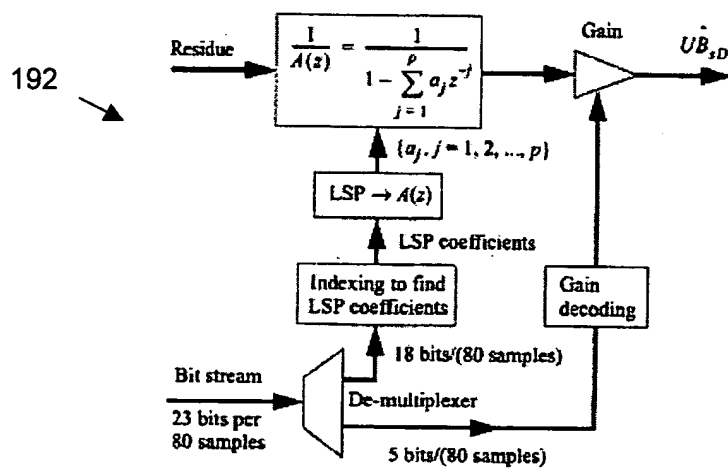 192
Residue
1/A(z) = 1/(1 - p∑j = 1 a_j z^-j)
Gain
UB̂_sD
{a_j, j = 1, 2, ..., p}
LSP → A(z)
LSP coefficients
Indexing to find
LSP coefficients
Gain
decoding
18 bits/(80 samples)
Bit stream
De-multiplexer
23 bits per
80 samples
5 bits/(80 samples)